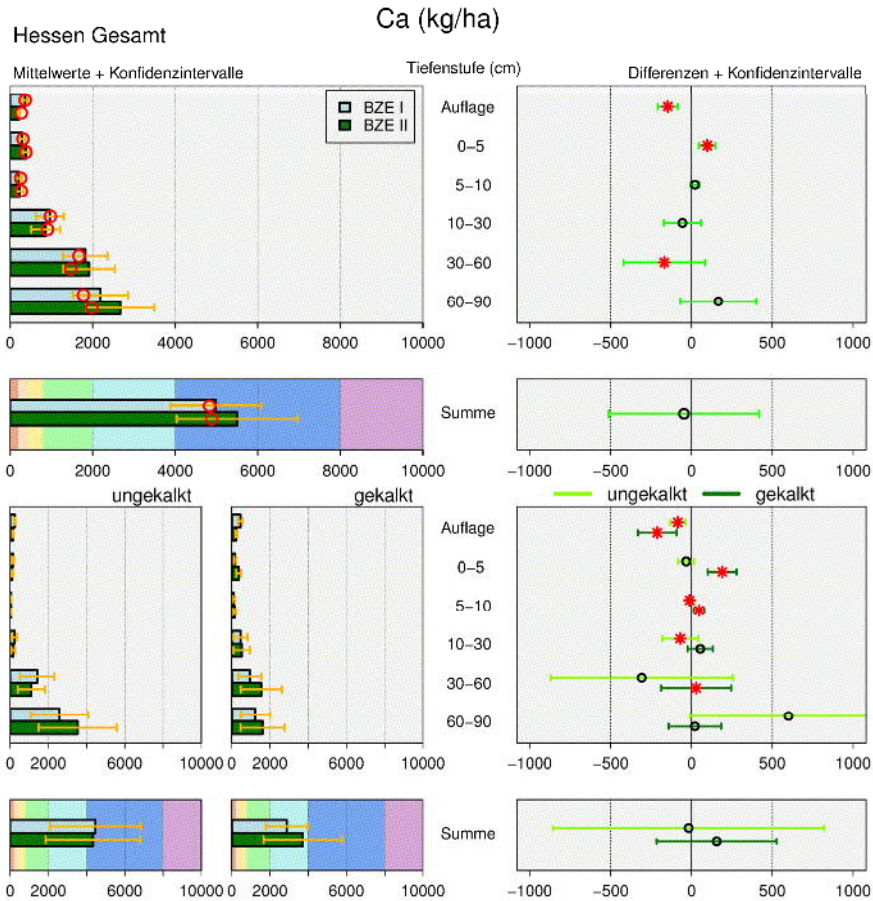 Ca (kg/ha)
Hessen Gesamt
Mittelwerte + Konfidenzintervalle
Tiefenstufe (cm)
Differenzen + Konfidenzintervalle
BZE I
BZE II
Auflage
0−5
5−10
10−30
30−60
60−90
0 2000 4000 6000 8000 10000
−1000 −500 0 500 1000
Summe
0 2000 4000 6000 8000 10000
−1000 −500 0 500 1000
ungekalkt
gekalkt
ungekalkt
gekalkt
Auflage
0−5
5−10
10−30
30−60
60−90
0 2000 6000 10000
0 2000 6000 10000
−1000 −500 0 500 1000
Summe
0 2000 6000 10000
0 2000 6000 10000
−1000 −500 0 500 1000